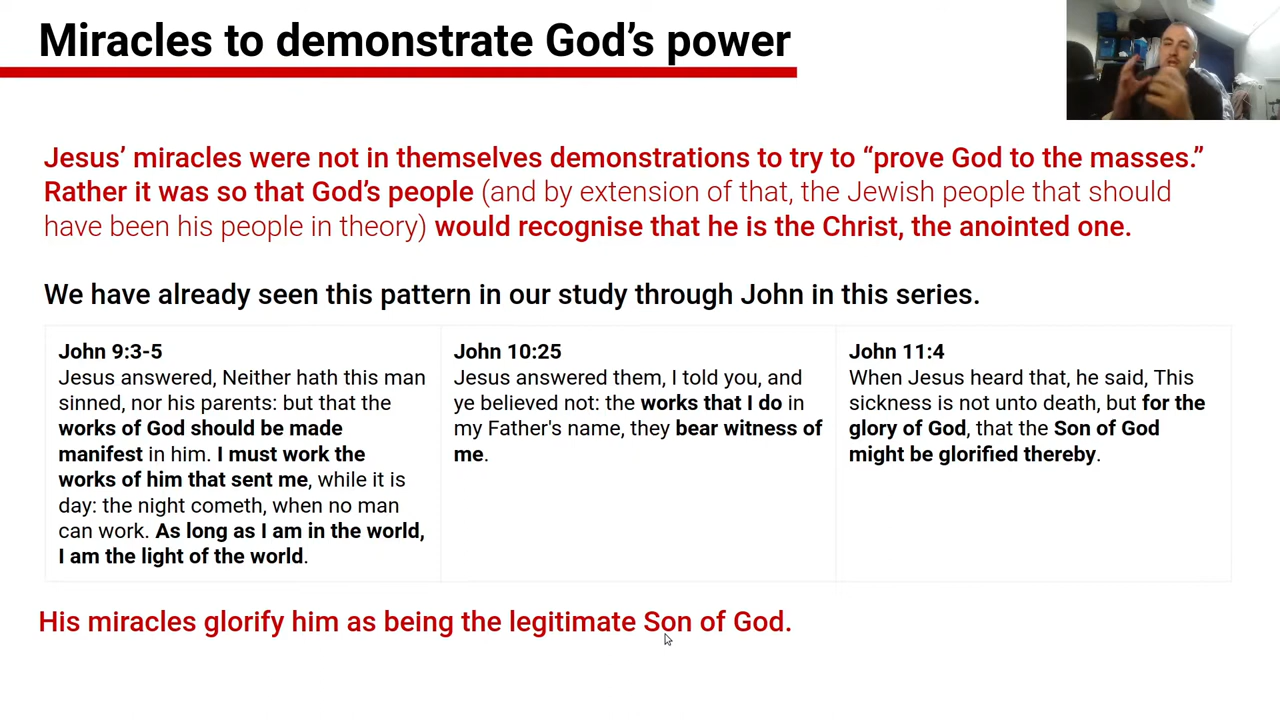 Miracles to demonstrate God’s power
Jesus’ miracles were not in themselves demonstrations to try to “prove God to the masses.”
Rather it was so that God’s people (and by extension of that, the Jewish people that should
have been his people in theory) would recognise that he is the Christ, the anointed one.
We have already seen this pattern in our study through John in this series.
John 9:3-5
Jesus answered, Neither hath this man
sinned, nor his parents: but that the
works of God should be made
manifest in him. I must work the
works of him that sent me, while it is
day: the night cometh, when no man
can work. As long as I am in the world,
I am the light of the world.
John 10:25
Jesus answered them, I told you, and
ye believed not: the works that I do in
my Father's name, they bear witness of
me.
John 11:4
When Jesus heard that, he said, This
sickness is not unto death, but for the
glory of God, that the Son of God
might be glorified thereby.
His miracles glorify him as being the legitimate Son of God.